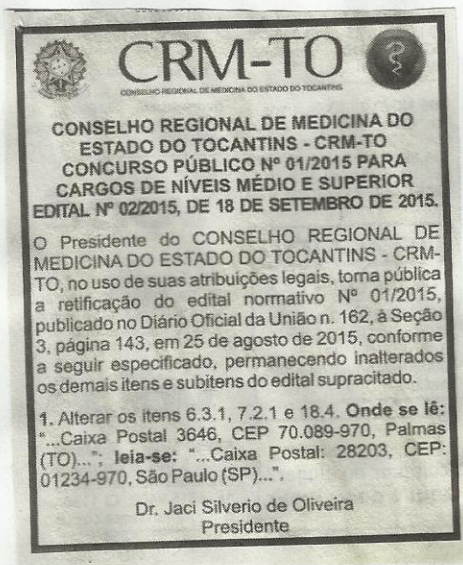 CRM-TO
CONSELHO REGIONAL DE MEDICINA DO ESTADO DO TOCANTINS
CONSELHO REGIONAL DE MEDICINA DO
ESTADO DO TOCANTINS - CRM-TO
CONCURSO PÚBLICO Nº 01/2015 PARA
CARGOS DE NÍVEIS MÉDIO E SUPERIOR
EDITAL Nº 02/2015, DE 18 DE SETEMBRO DE 2015.
O Presidente do CONSELHO REGIONAL DE
MEDICINA DO ESTADO DO TOCANTINS - CRM-
TO, no uso de suas atribuições legais, torna pública
a retificação do edital normativo Nº 01/2015,
publicado no Diário Oficial da União n. 162, à Seção
3, página 143, em 25 de agosto de 2015, conforme
a seguir especificado, permanecendo inalterados
os demais itens e subitens do edital supracitado.
1. Alterar os itens 6.3.1, 7.2.1 e 18.4. Onde se lê:
“...Caixa Postal 3646, CEP 70.089-970, Palmas
(TO)...”; leia-se: “...Caixa Postal: 28203, CEP:
01234-970, São Paulo (SP)...”.
Dr. Jaci Silverio de Oliveira
Presidente